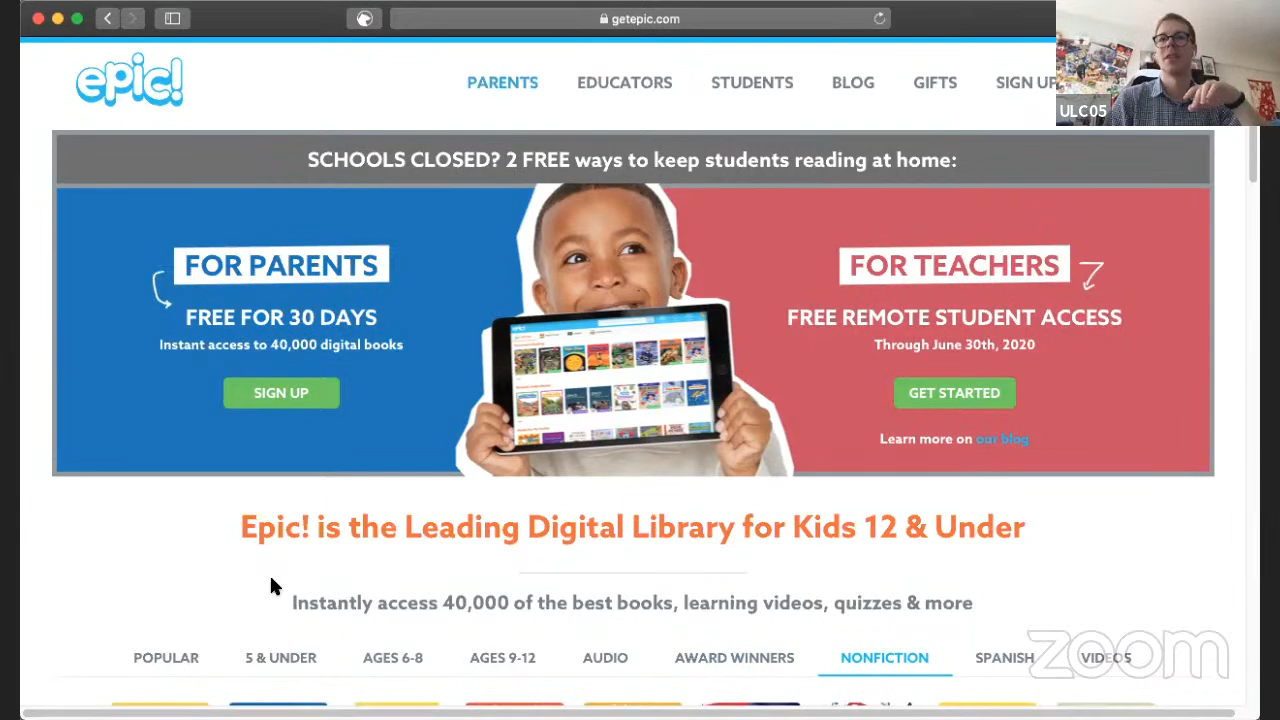 getepic.com
epic!
PARENTS EDUCATORS STUDENTS BLOG GIFTS SIGN UP
ULC05
SCHOOLS CLOSED? 2 FREE ways to keep students reading at home:
FOR PARENTS
FREE FOR 30 DAYS
Instant access to 40,000 digital books
SIGN UP
FOR TEACHERS
FREE REMOTE STUDENT ACCESS
Through June 30th, 2020
GET STARTED
Learn more on our blog
Epic! is the Leading Digital Library for Kids 12 & Under
Instantly access 40,000 of the best books, learning videos, quizzes & more
POPULAR 5 & UNDER AGES 6-8 AGES 9-12 AUDIO AWARD WINNERS NONFICTION SPANISH VIDEOS
zoom